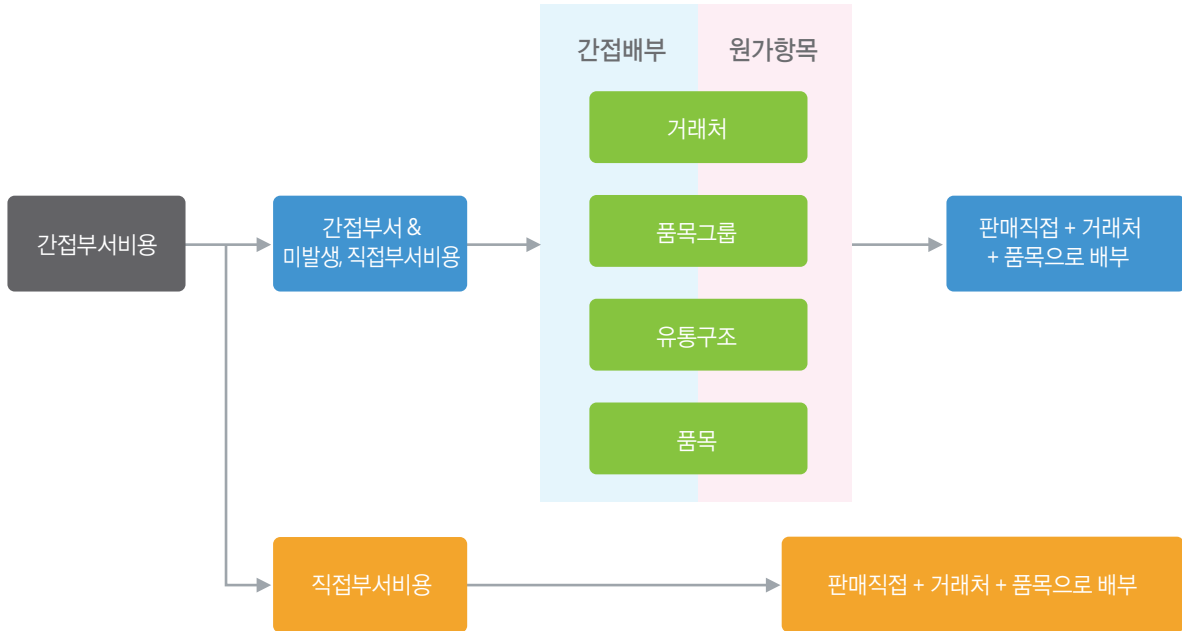 간접배부
원가항목
거래처
간접부서비용
간접부서 &
미발생, 직접부서비용
품목그룹
판매직접 + 거래처
+ 품목으로 배부
유통구조
품목
직접부서비용
판매직접 + 거래처 + 품목으로 배부